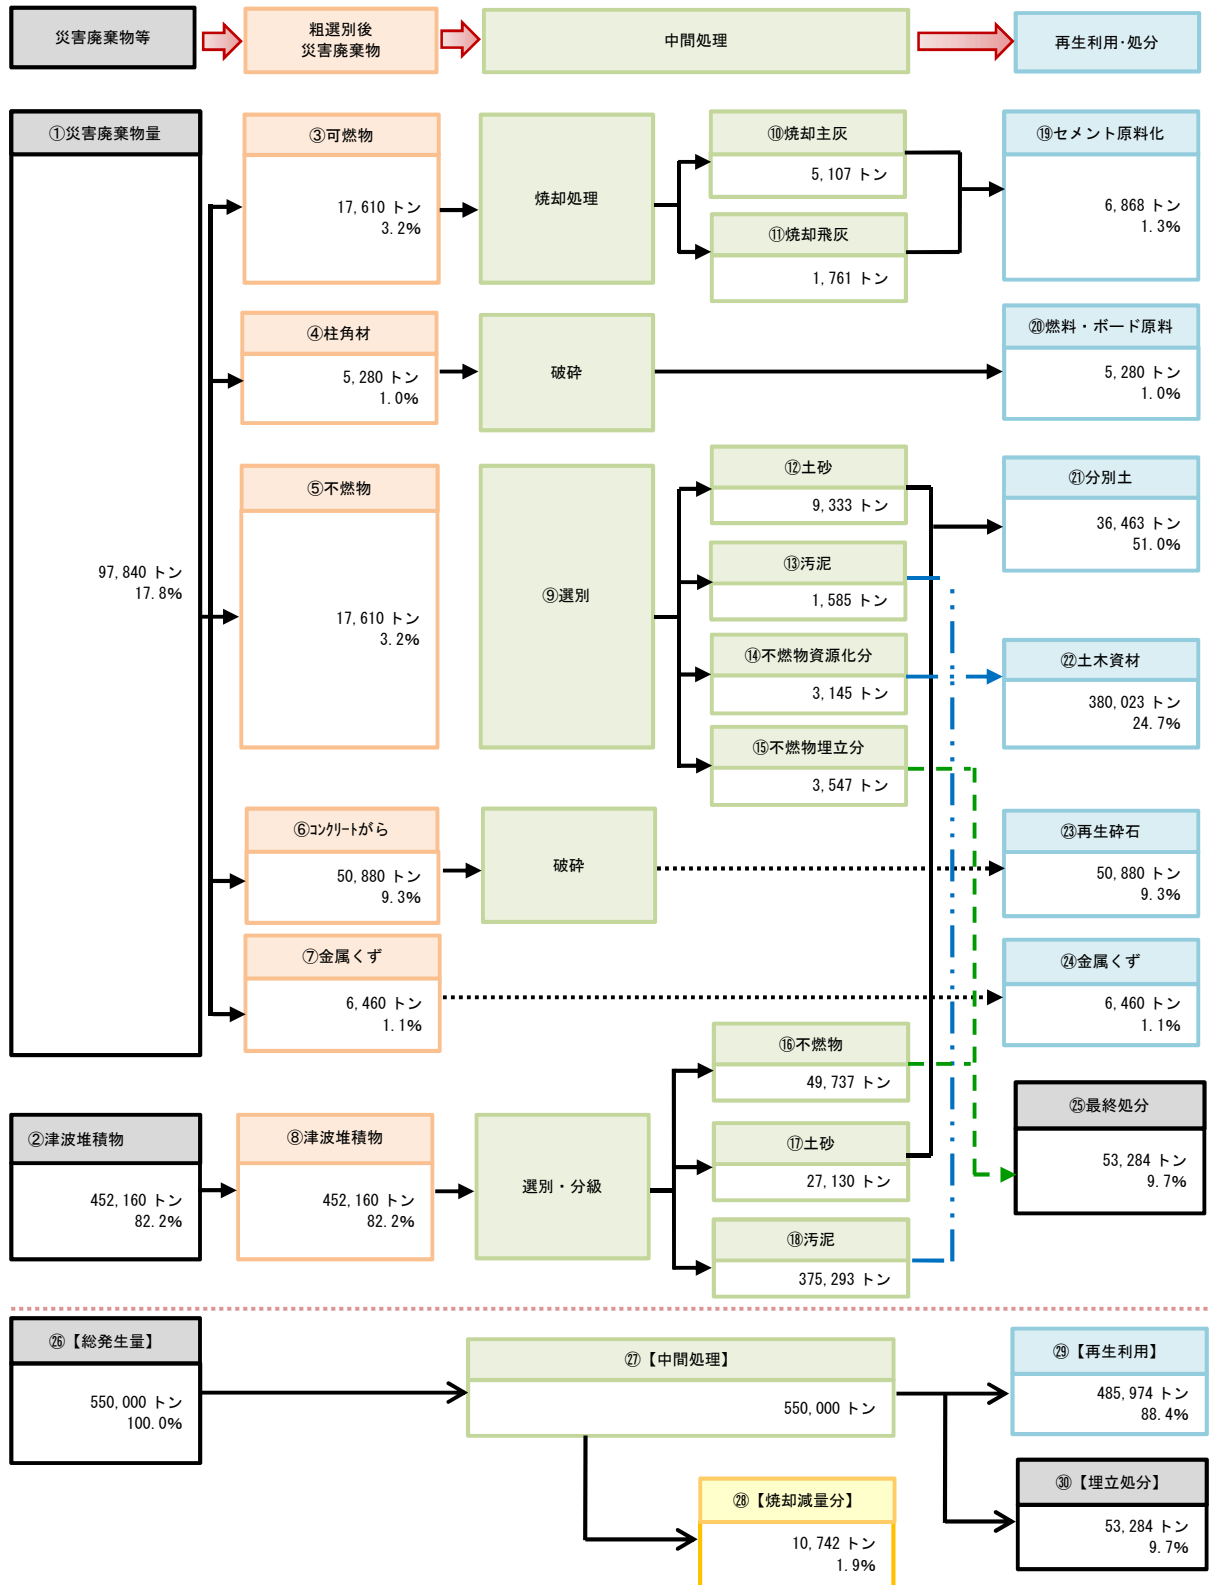 災害廃棄物等
粗選別後
災害廃棄物
中間処理
再生利用・処分
①災害廃棄物量
97,840 トン
17.8%
③可燃物
17,610 トン
3.2%
焼却処理
⑩焼却主灰
5,107 トン
⑪焼却飛灰
1,761 トン
⑲セメント原料化
6,868 トン
1.3%
④柱角材
5,280 トン
1.0%
破砕
⑳燃料・ボード原料
5,280 トン
1.0%
⑤不燃物
17,610 トン
3.2%
⑨選別
⑫土砂
9,333 トン
⑬汚泥
1,585 トン
⑭不燃物資源化分
3,145 トン
⑮不燃物埋立分
3,547 トン
㉑分別土
36,463 トン
51.0%
㉒土木資材
380,023 トン
24.7%
⑥コンクリートがら
50,880 トン
9.3%
破砕
㉓再生砕石
50,880 トン
9.3%
⑦金属くず
6,460 トン
1.1%
㉔金属くず
6,460 トン
1.1%
②津波堆積物
452,160 トン
82.2%
⑧津波堆積物
452,160 トン
82.2%
選別・分級
⑯不燃物
49,737 トン
⑰土砂
27,130 トン
⑱汚泥
375,293 トン
㉕最終処分
53,284 トン
9.7%
㉖【総発生量】
550,000 トン
100.0%
㉗【中間処理】
550,000 トン
㉘【焼却減量分】
10,742 トン
1.9%
㉙【再生利用】
485,974 トン
88.4%
㉚【埋立処分】
53,284 トン
9.7%